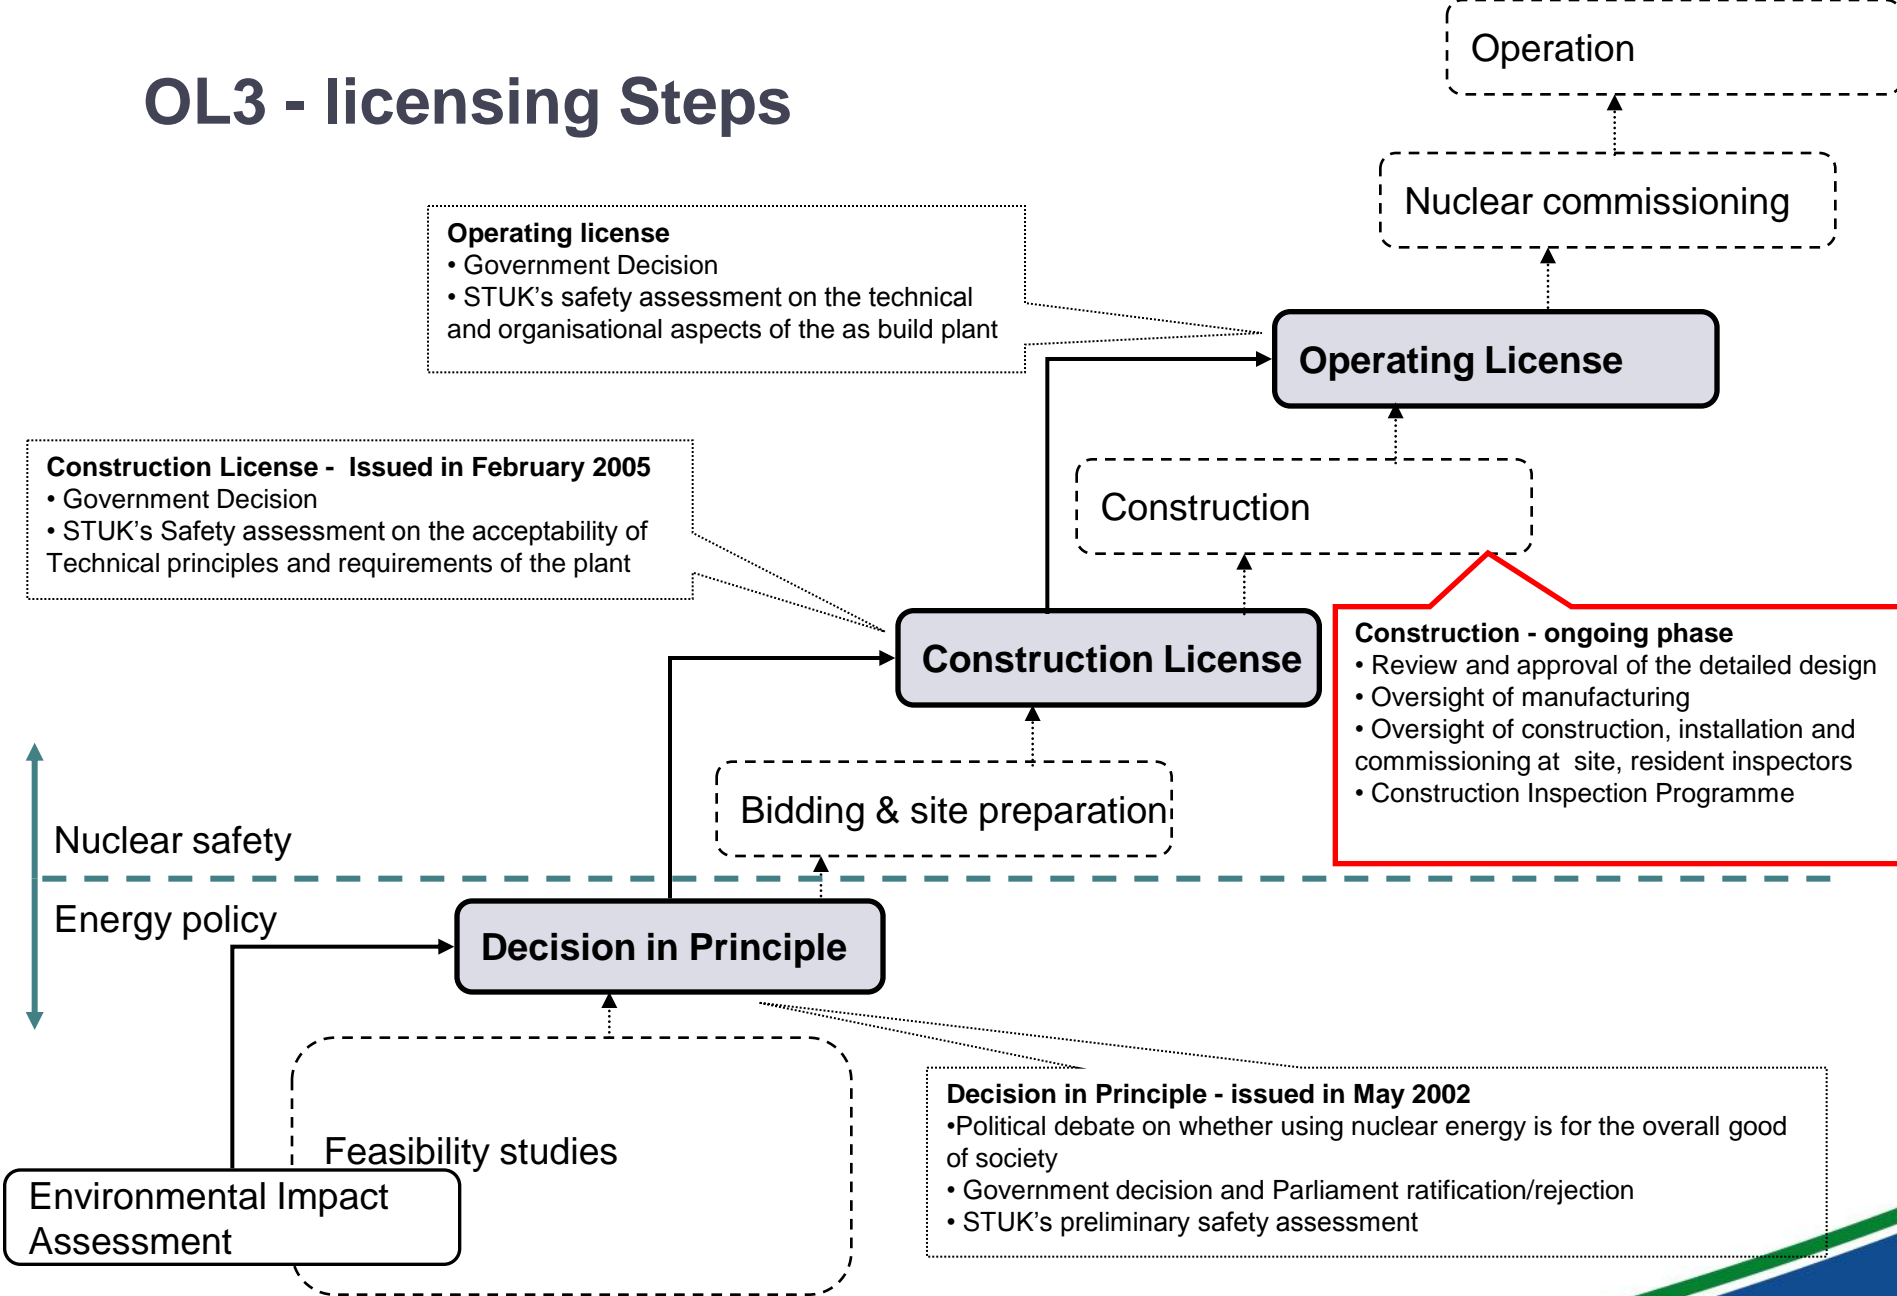 OL3 - licensing Steps
Operation
Nuclear commissioning
Operating license
• Government Decision
• STUK's safety assessment on the technical
and organisational aspects of the as build plant
Operating License
Construction License -  Issued in February 2005
• Government Decision
• STUK's Safety assessment on the acceptability of
Technical principles and requirements of the plant
Construction
Construction License
Construction - ongoing phase
• Review and approval of the detailed design
• Oversight of manufacturing
• Oversight of construction, installation and
commissioning at  site, resident inspectors
• Construction Inspection Programme
Bidding & site preparation
Nuclear safety
Energy policy
Decision in Principle
Decision in Principle - issued in May 2002
•Political debate on whether using nuclear energy is for the overall good
of society
• Government decision and Parliament ratification/rejection
• STUK's preliminary safety assessment
Feasibility studies
Environmental Impact
Assessment